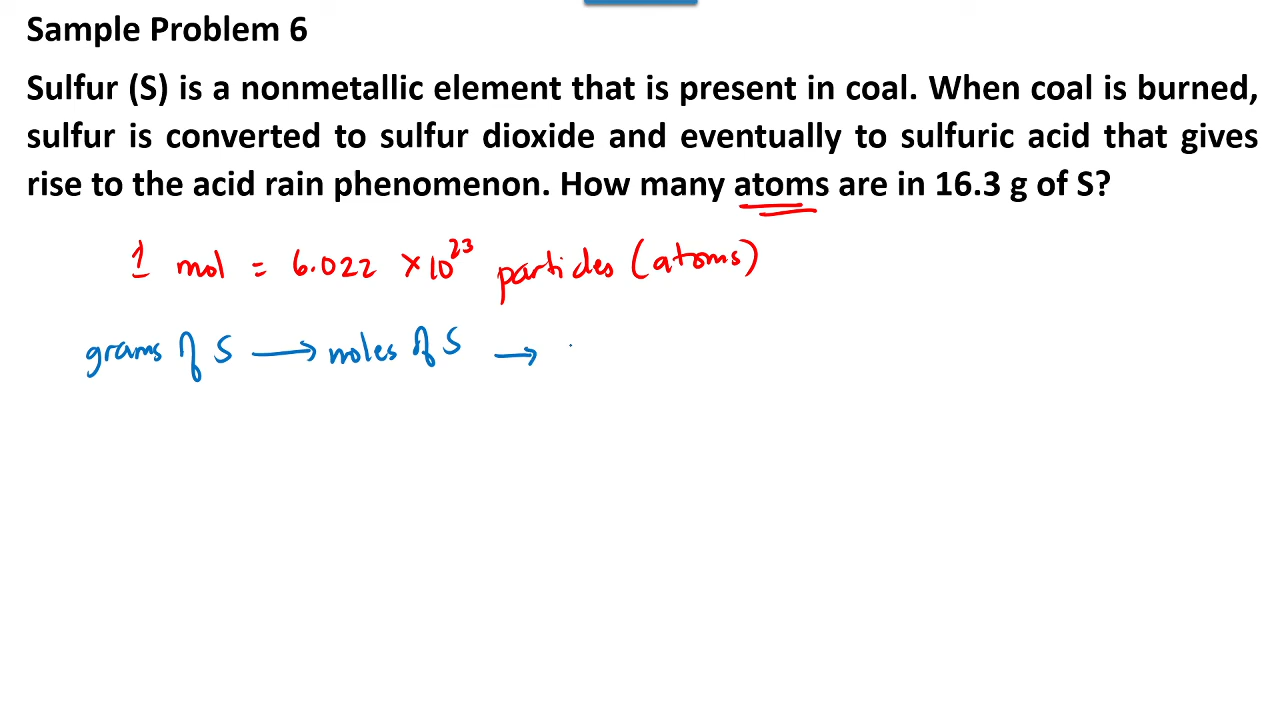 Sample Problem 6
Sulfur (S) is a nonmetallic element that is present in coal. When coal is burned,
sulfur is converted to sulfur dioxide and eventually to sulfuric acid that gives
rise to the acid rain phenomenon. How many atoms are in 16.3 g of S?
1 mol = 6.022 × 10²³ particles (atoms)
grams of S → moles of S →